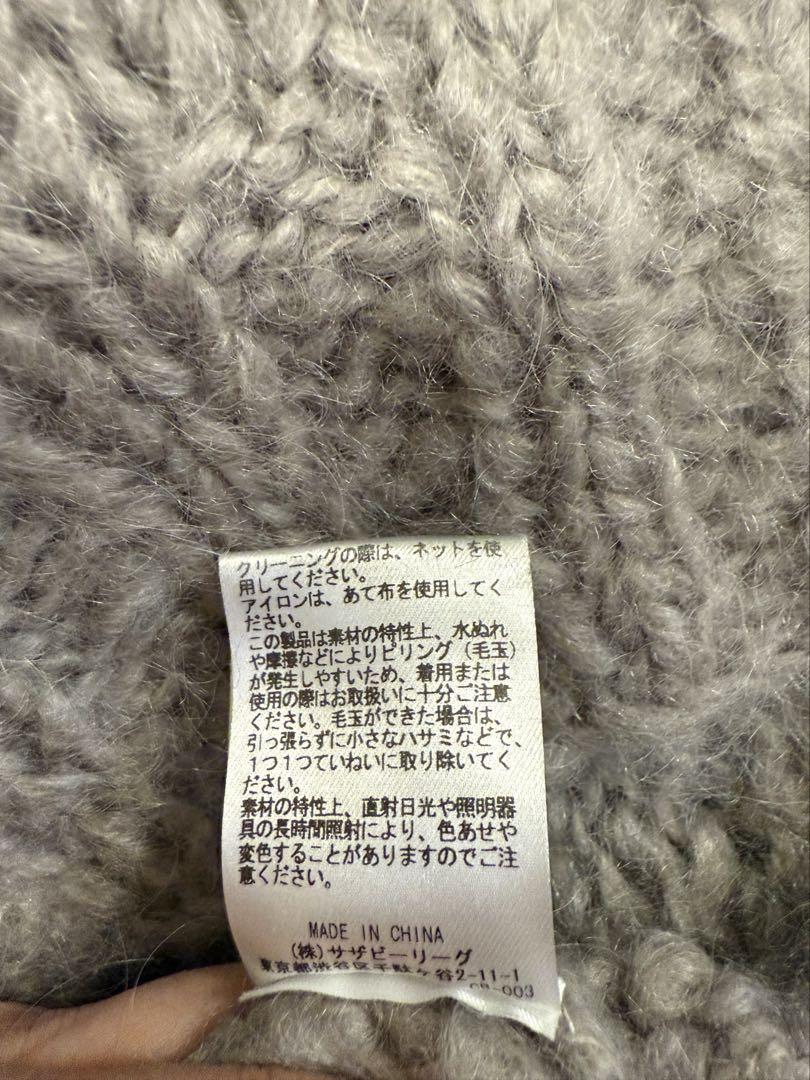 クリーニングの際は、ネットを使
用してください。
アイロンは、あて布を使用してく
ださい。
この製品は素材の特性上、水ぬれ
や摩擦などによりピリング（毛玉）
が発生しやすいため、着用または
使用の際はお取扱いに十分ご注意
ください。毛玉ができた場合は、
引っ張らずに小さなハサミなどで、
1つ1つていねいに取り除いてく
ださい。
素材の特性上、直射日光や照明器
具の長時間照射により、色あせや
変色することがありますのでご注
意ください。
MADE IN CHINA
（株）サザビーリーグ
東京都渋谷区千駄ケ谷2-11-1
-003